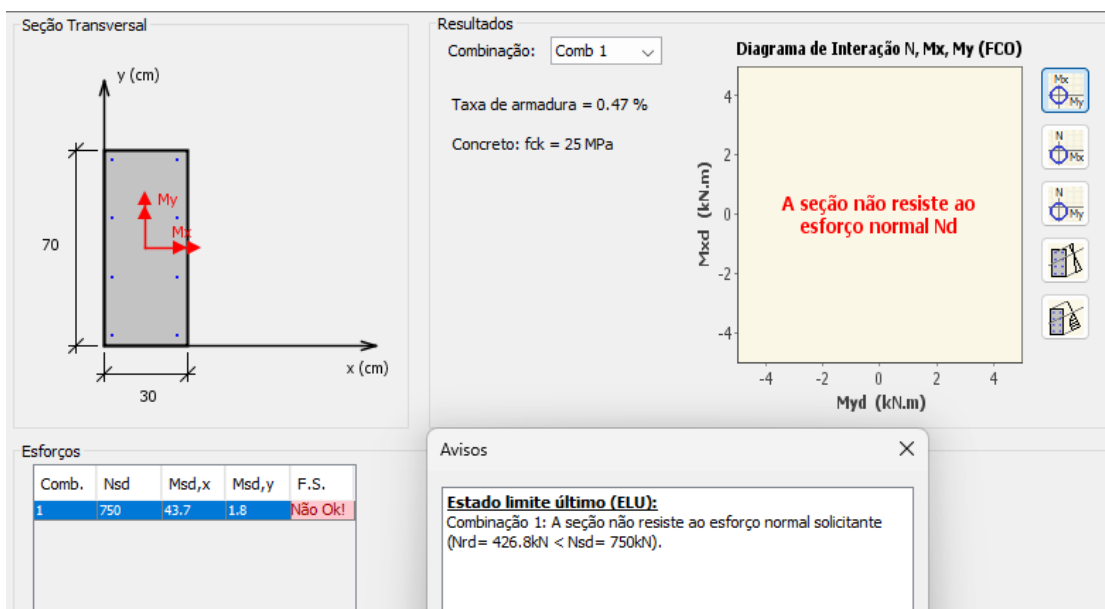 Seção Transversal
y (cm)
My
Mx
70
30
x (cm)
Resultados
Combinação: Comb 1
Taxa de armadura = 0.47 %
Concreto: fck = 25 MPa
Diagrama de Interação N, Mx, My (FCO)
Mxd (kN.m)
4
2
0
-2
-4
A seção não resiste ao
esforço normal Nd
-4 -2 0 2 4
Myd (kN.m)
Mx
My
N
Mx
N
My
Esforços
Comb. Nsd Msd,x Msd,y F.S.
1 750 43.7 1.8 Não Ok!
Avisos
Estado limite último (ELU):
Combinação 1: A seção não resiste ao esforço normal solicitante
(Nrd= 426.8kN < Nsd= 750kN).